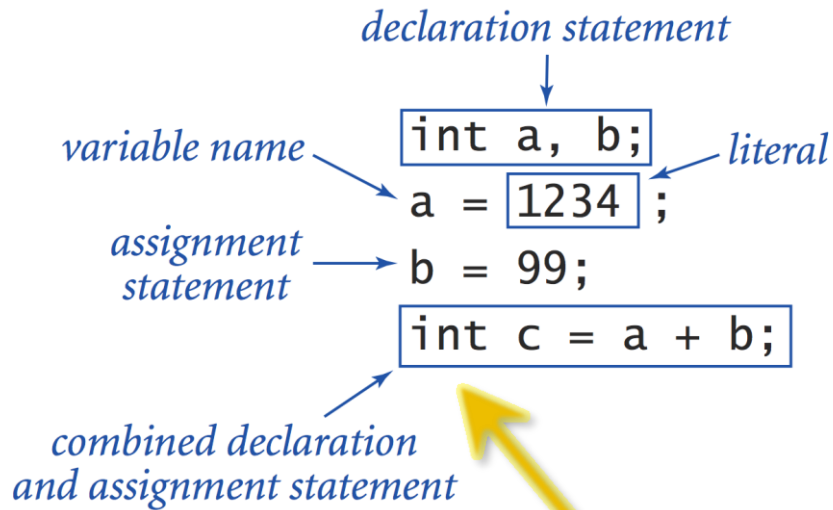 declaration statement
int a, b;
variable name
literal
a = 1234 ;
assignment
statement
b = 99;
int c = a + b;
combined declaration
and assignment statement